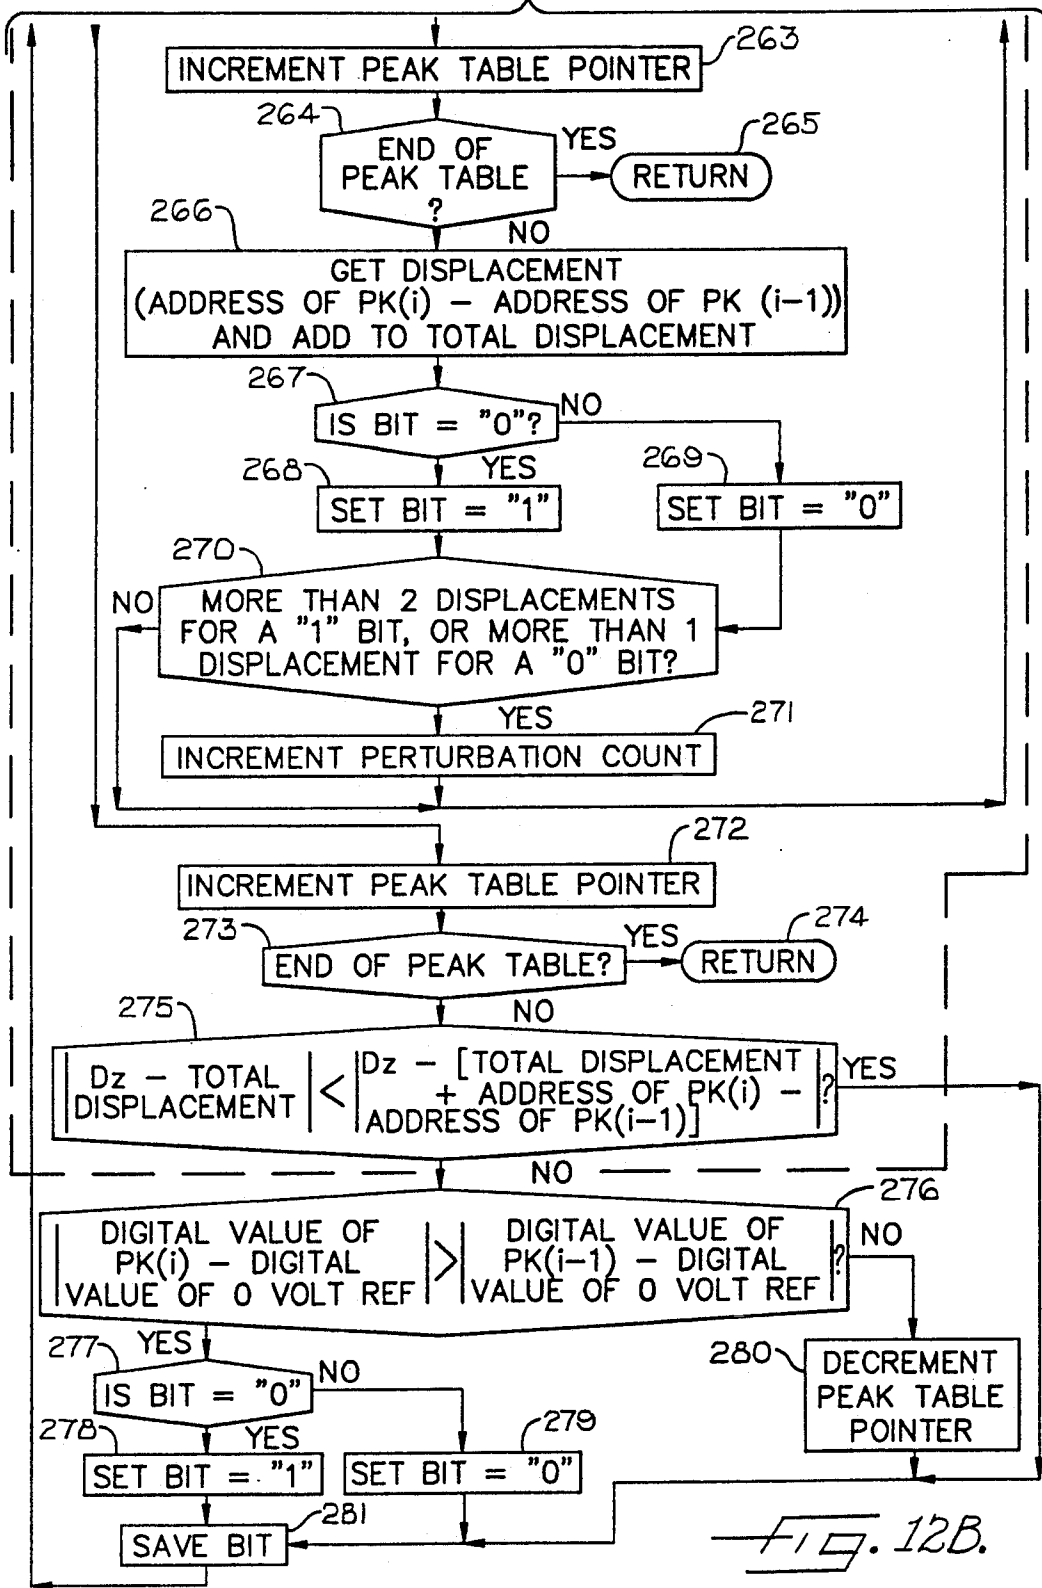 263
INCREMENT PEAK TABLE POINTER
264
END OF
PEAK TABLE
?
YES
265
RETURN
NO
266
GET DISPLACEMENT
(ADDRESS OF PK(i) – ADDRESS OF PK (i–1))
AND ADD TO TOTAL DISPLACEMENT
267
IS BIT = "0"?
NO
YES
268
SET BIT = "1"
269
SET BIT = "0"
270
NO
MORE THAN 2 DISPLACEMENTS
FOR A "1" BIT, OR MORE THAN 1
DISPLACEMENT FOR A "0" BIT?
YES
271
INCREMENT PERTURBATION COUNT
272
INCREMENT PEAK TABLE POINTER
273
END OF PEAK TABLE?
YES
274
RETURN
NO
275
|Dz – TOTAL
DISPLACEMENT|
<
|Dz – [TOTAL DISPLACEMENT
+ ADDRESS OF PK(i) –
ADDRESS OF PK(i–1)]|?
YES
NO
276
|DIGITAL VALUE OF
PK(i) – DIGITAL
VALUE OF 0 VOLT REF|
>
|DIGITAL VALUE OF
PK(i–1) – DIGITAL
VALUE OF 0 VOLT REF|?
NO
YES
277
IS BIT = "0"
NO
YES
278
SET BIT = "1"
279
SET BIT = "0"
280
DECREMENT
PEAK TABLE
POINTER
281
SAVE BIT
Fig. 12B.